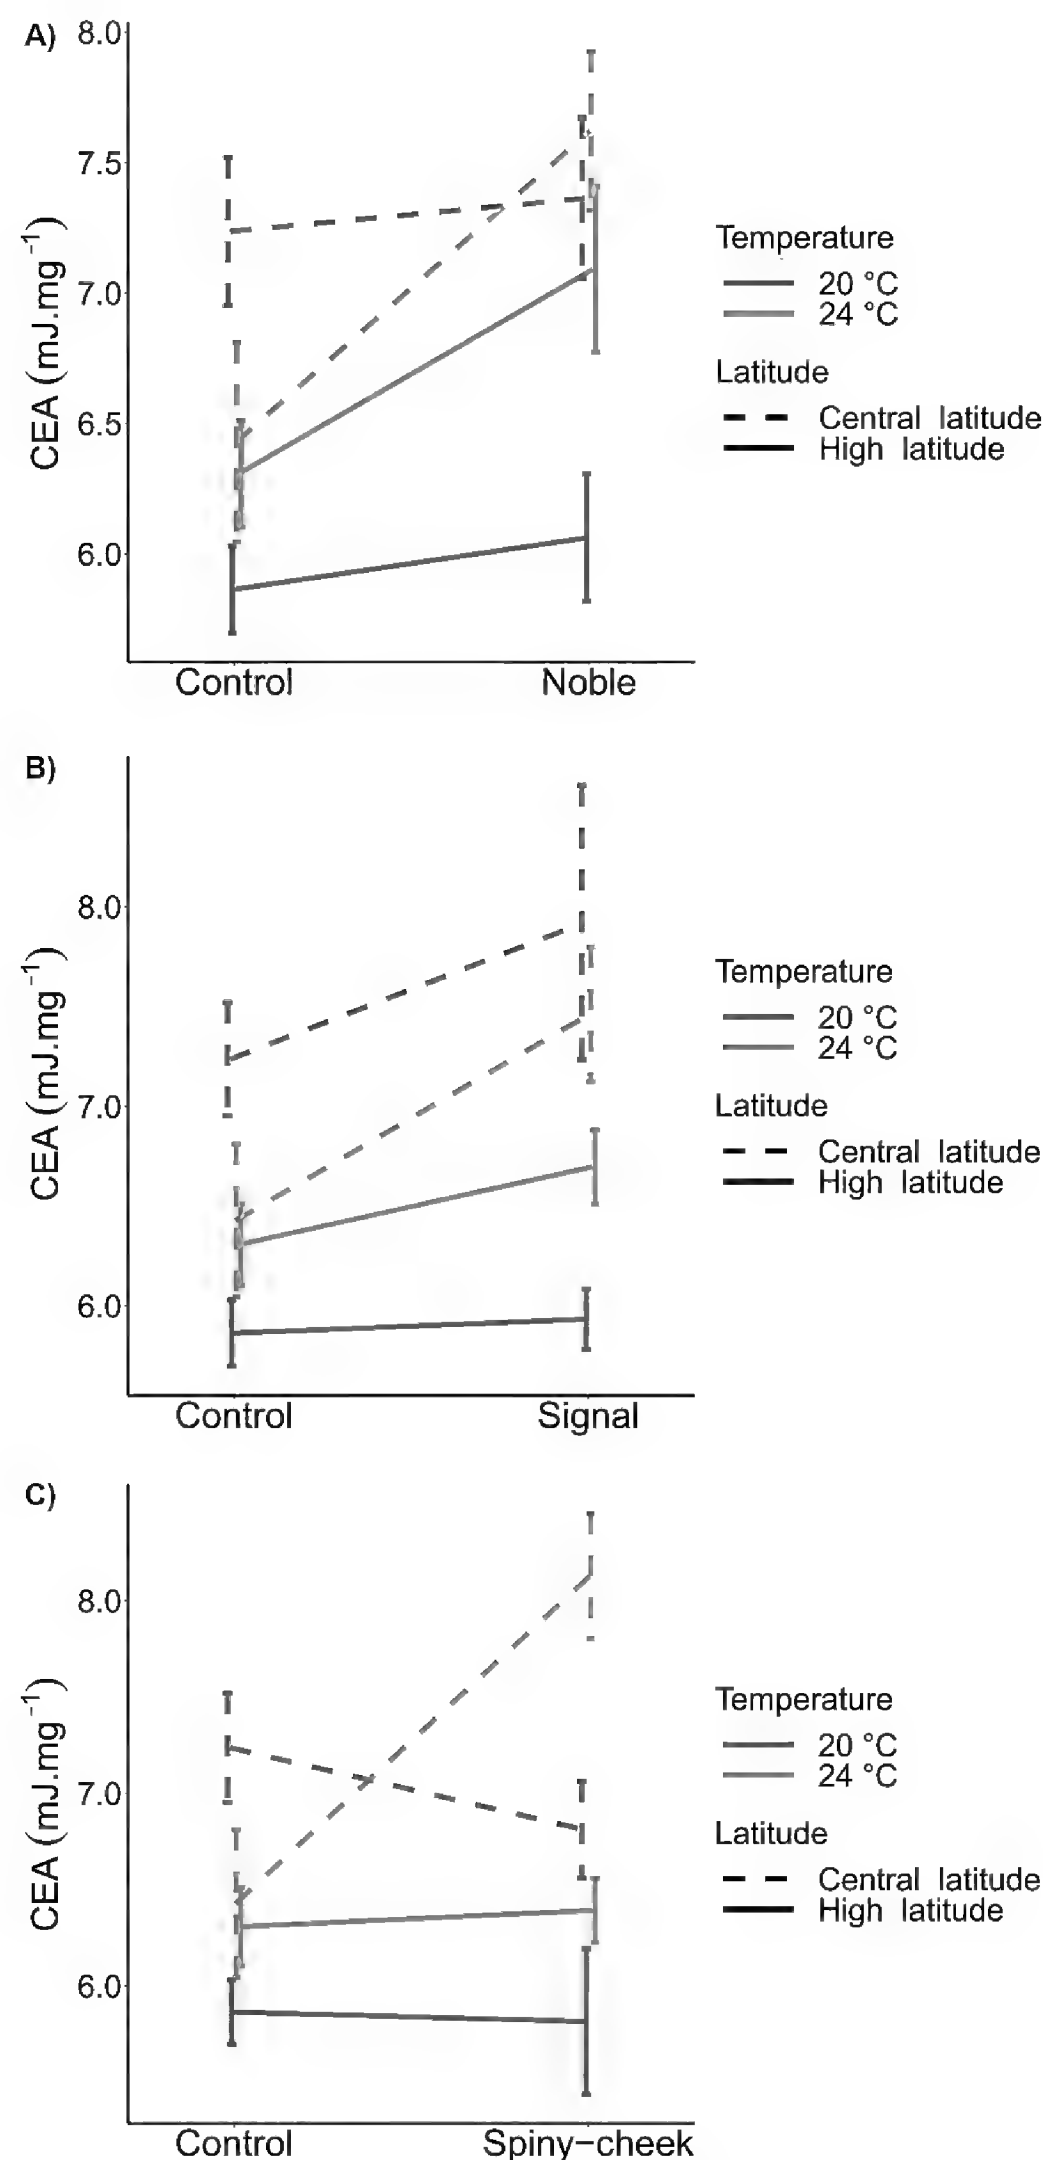 A)
8.0
7.5
7.0
6.5
6.0
CEA (mJ.mg⁻¹)
Control Noble
Temperature
20 °C
24 °C
Latitude
Central latitude
High latitude
B)
8.0
7.0
6.0
CEA (mJ.mg⁻¹)
Control Signal
Temperature
20 °C
24 °C
Latitude
Central latitude
High latitude
C)
8.0
7.0
6.0
CEA (mJ.mg⁻¹)
Control Spiny−cheek
Temperature
20 °C
24 °C
Latitude
Central latitude
High latitude